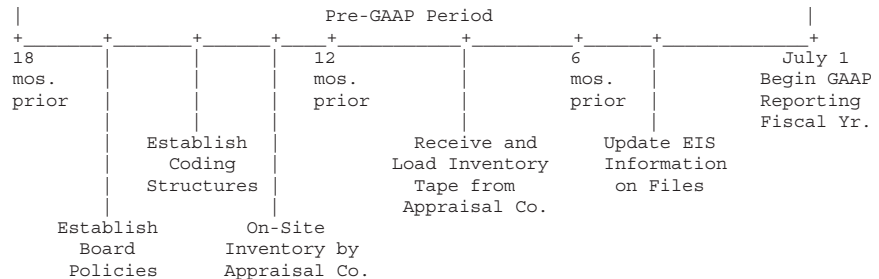 Pre-GAAP Period
18 12 6 July 1
mos. mos. mos. Begin GAAP
prior prior prior Reporting
Fiscal Yr.
Establish Receive and Update EIS
Coding Load Inventory Information
Structures Tape from on Files
Appraisal Co.
Establish On-Site
Board Inventory by
Policies Appraisal Co.